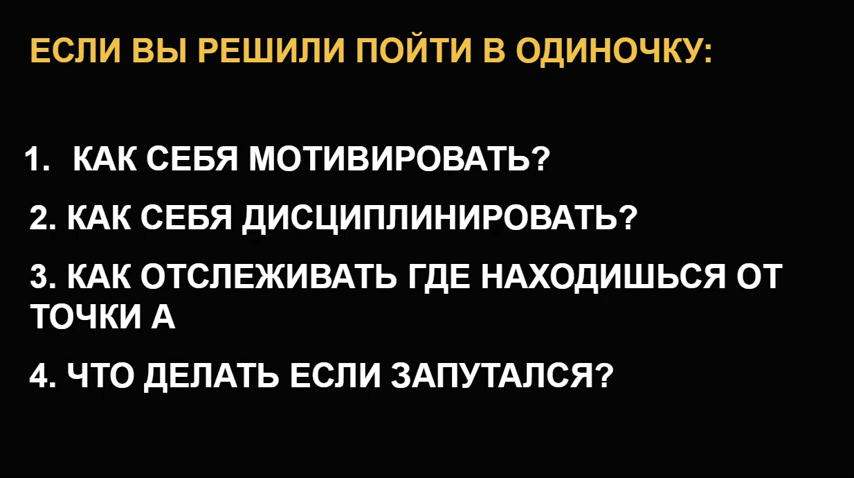 ЕСЛИ ВЫ РЕШИЛИ ПОЙТИ В ОДИНОЧКУ:
1. КАК СЕБЯ МОТИВИРОВАТЬ?
2. КАК СЕБЯ ДИСЦИПЛИНИРОВАТЬ?
3. КАК ОТСЛЕЖИВАТЬ ГДЕ НАХОДИШЬСЯ ОТ
ТОЧКИ А
4. ЧТО ДЕЛАТЬ ЕСЛИ ЗАПУТАЛСЯ?